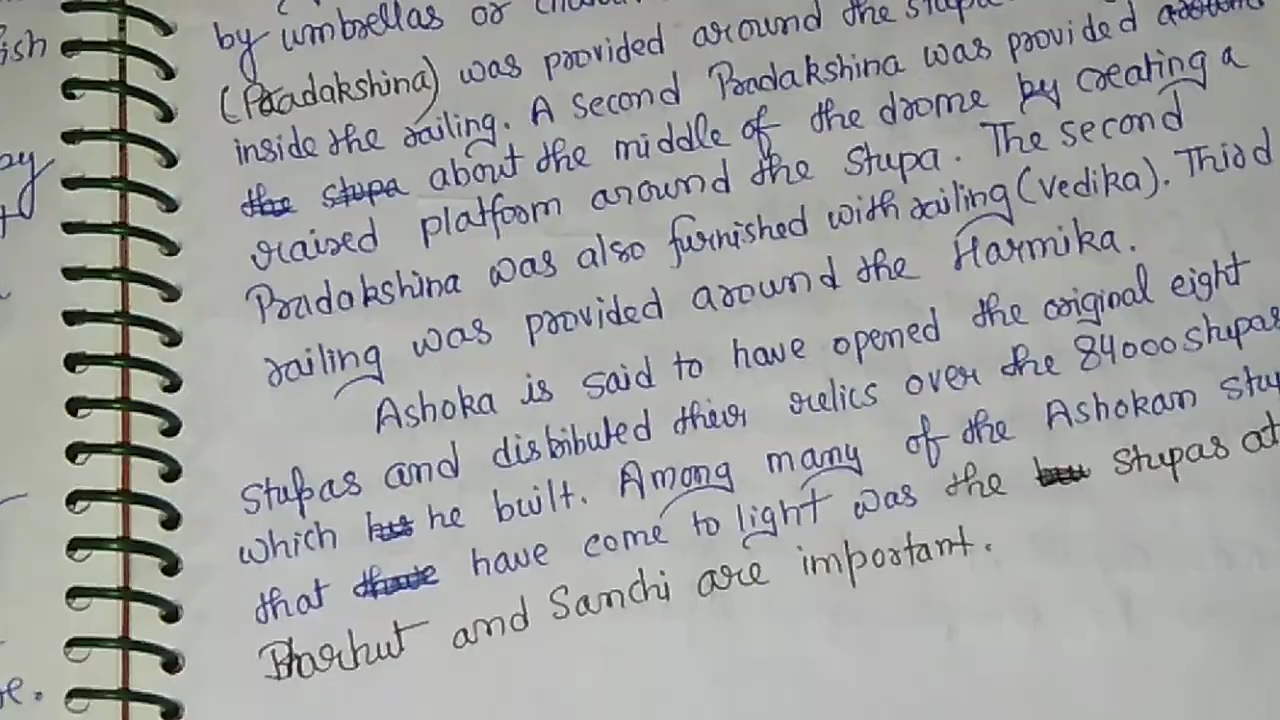 by umbrellas or
(Pradakshina) was provided around the stupa
inside the railing. A second Pradakshina was provided
the stupa about the middle of the drome by creating a
raised platform around the stupa. The second
Pradakshina was also furnished with railing (vedika). Third
railing was provided around the Harmika.
Ashoka is said to have opened the original eight
stupas and distributed their relics over the 84000 stupas
which has he built. Among many of the Ashokan stu
that have come to light was the stupas at
Bharhut and Sanchi are important.
ish
e.